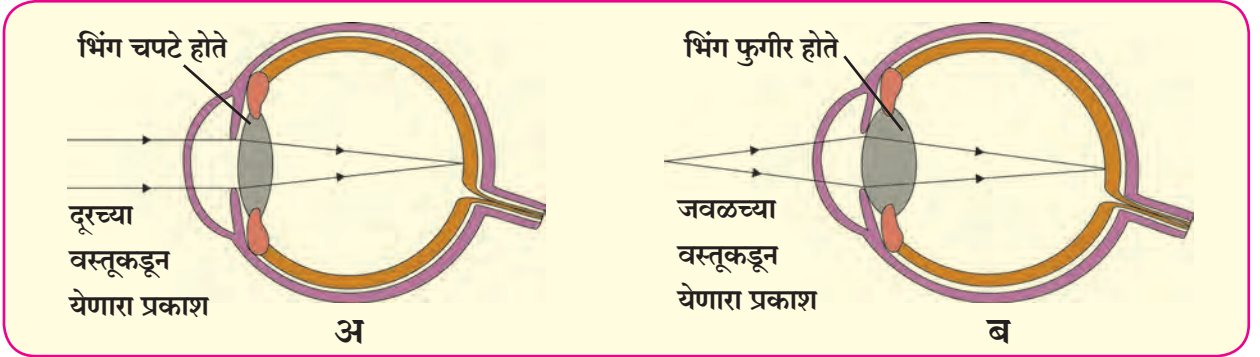 भिंग चपटे होते
दूरच्या
वस्तूकडून
येणारा प्रकाश
अ
भिंग फुगीर होते
जवळच्या
वस्तूकडून
येणारा प्रकाश
ब